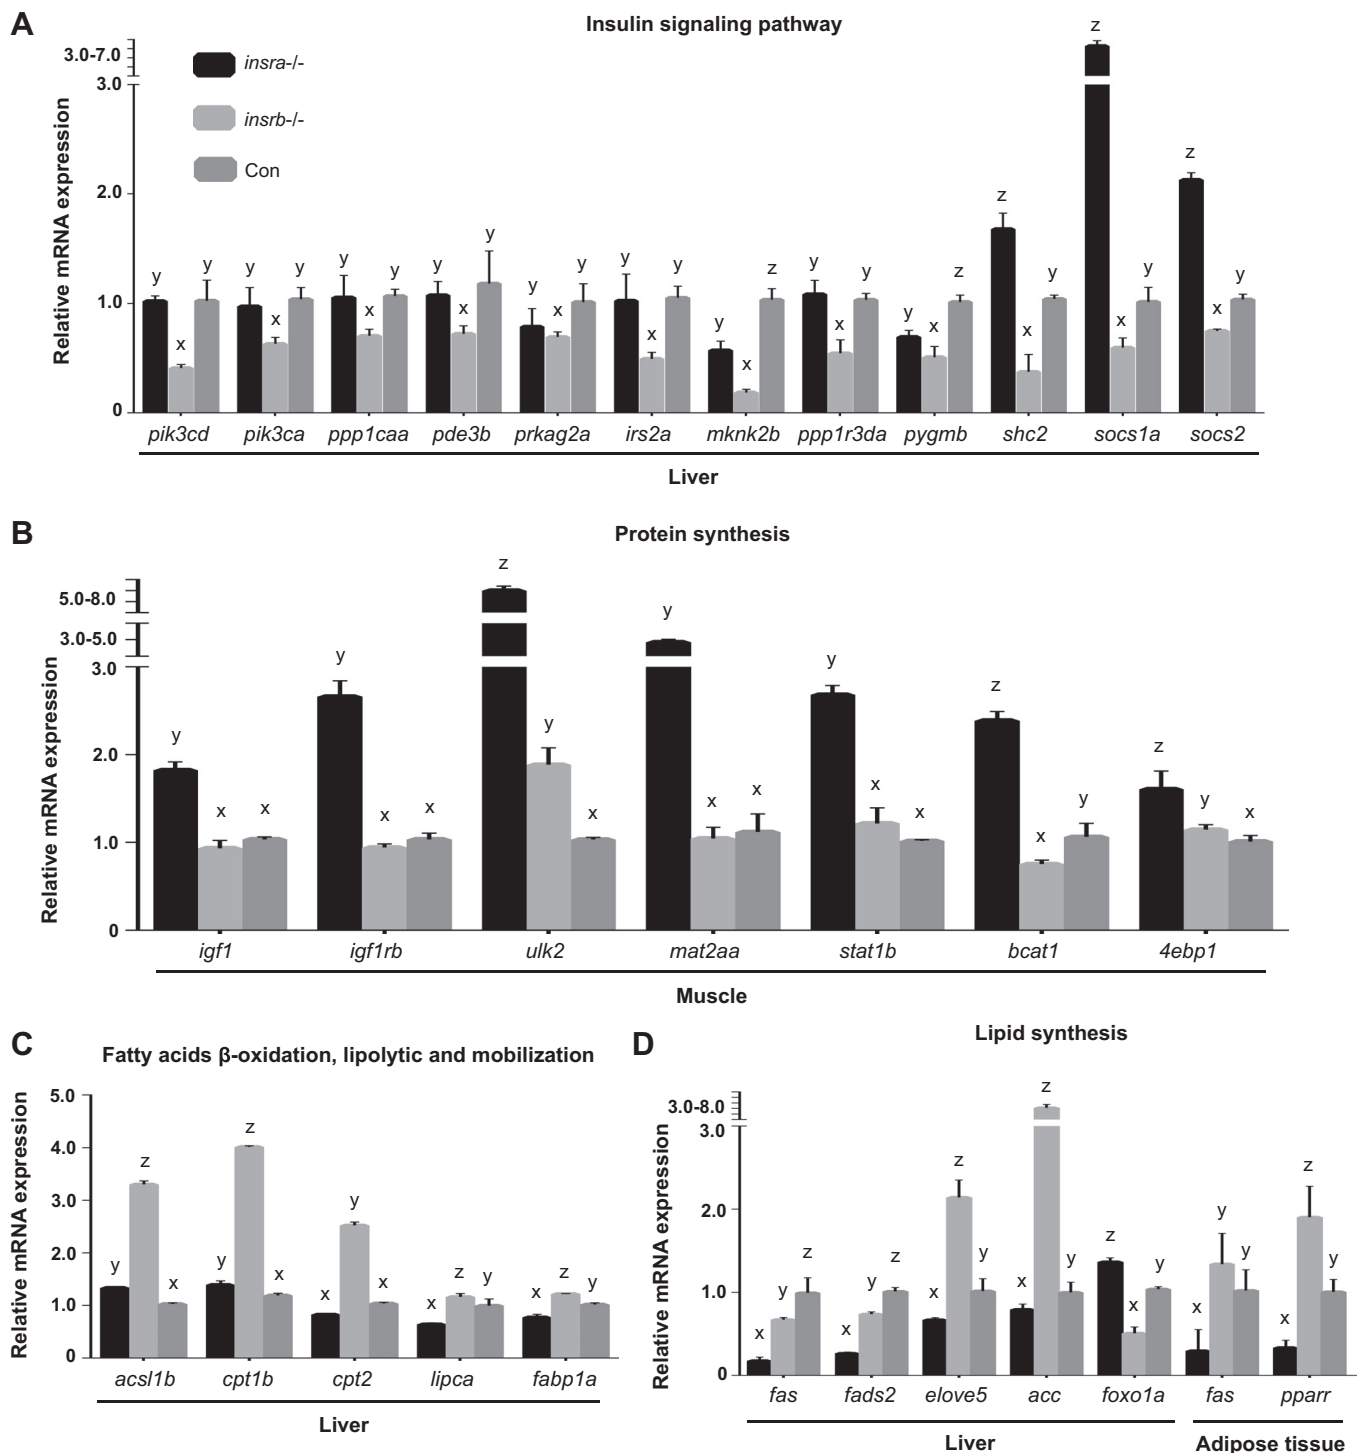 A
Insulin signaling pathway
3.0-7.0
3.0
2.0
1.0
0
Relative mRNA expression
insra-/-
insrb-/-
Con
y x y y x y y x y y x y y x y y x y y x z y x y y x z z x y z x y z x y
pik3cd pik3ca ppp1caa pde3b prkag2a irs2a mknk2b ppp1r3da pygmb shc2 socs1a socs2
Liver
B
Protein synthesis
5.0-8.0
3.0-5.0
3.0
2.0
1.0
0
Relative mRNA expression
y x x y x x z y x y x x y x x z x y z y x
igf1 igf1rb ulk2 mat2aa stat1b bcat1 4ebp1
Muscle
C
Fatty acids β-oxidation, lipolytic and mobilization
5.0
4.0
3.0
2.0
1.0
0
Relative mRNA expression
y z x y z x x y x x z y x z y
acsl1b cpt1b cpt2 lipca fabp1a
Liver
D
Lipid synthesis
3.0-8.0
3.0
2.0
1.0
0
Relative mRNA expression
x y z x y z x z y x z y z x y x y y x z y
fas fads2 elove5 acc foxo1a fas pparr
Liver Adipose tissue